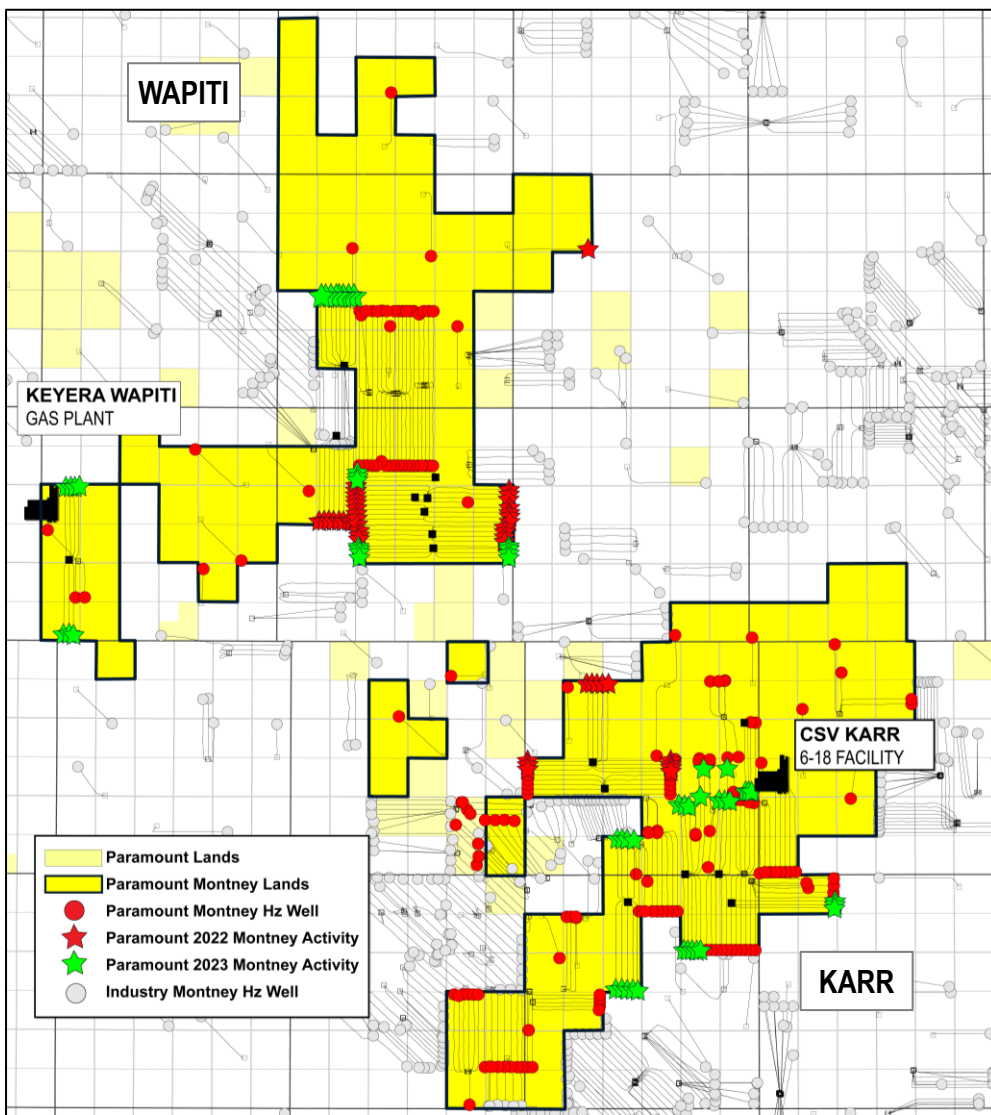 WAPITI
KEYERA WAPITI
GAS PLANT
CSV KARR
6-18 FACILITY
Paramount Lands
Paramount Montney Lands
Paramount Montney Hz Well
Paramount 2022 Montney Activity
Paramount 2023 Montney Activity
Industry Montney Hz Well
KARR